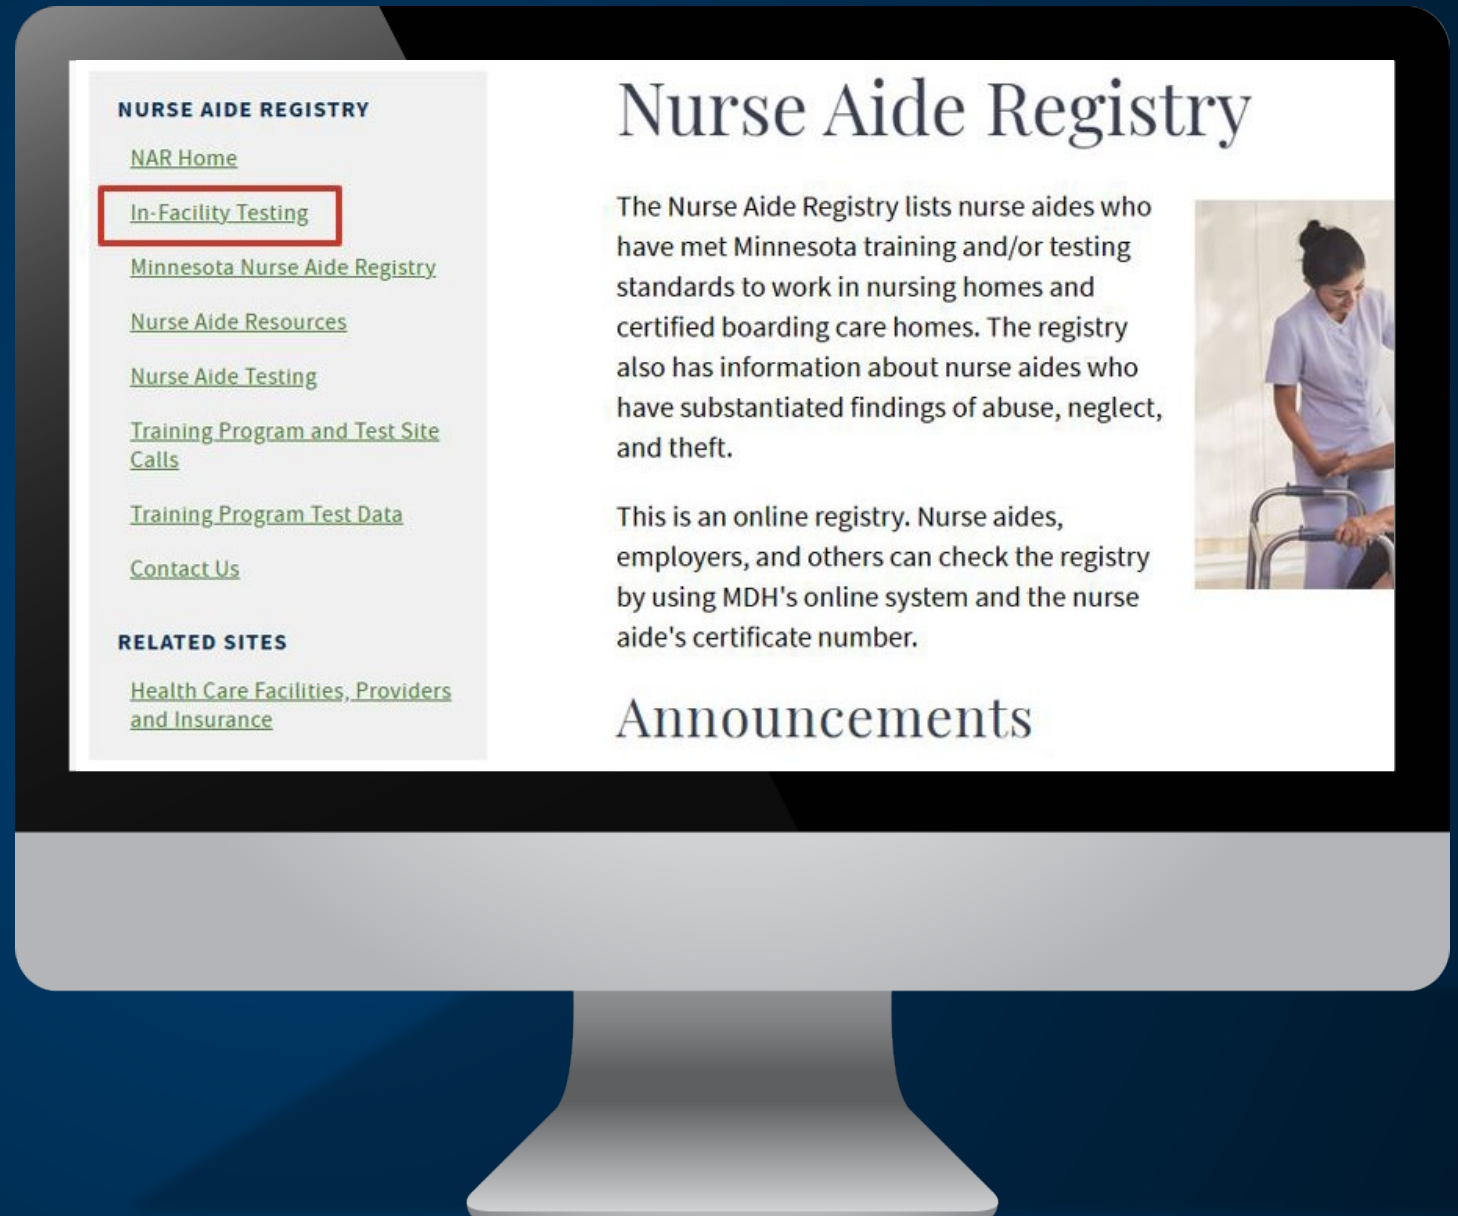 NURSE AIDE REGISTRY
NAR Home
In-Facility Testing
Minnesota Nurse Aide Registry
Nurse Aide Resources
Nurse Aide Testing
Training Program and Test Site
Calls
Training Program Test Data
Contact Us
RELATED SITES
Health Care Facilities, Providers
and Insurance
Nurse Aide Registry
The Nurse Aide Registry lists nurse aides who
have met Minnesota training and/or testing
standards to work in nursing homes and
certified boarding care homes. The registry
also has information about nurse aides who
have substantiated findings of abuse, neglect,
and theft.
This is an online registry. Nurse aides,
employers, and others can check the registry
by using MDH's online system and the nurse
aide's certificate number.
Announcements